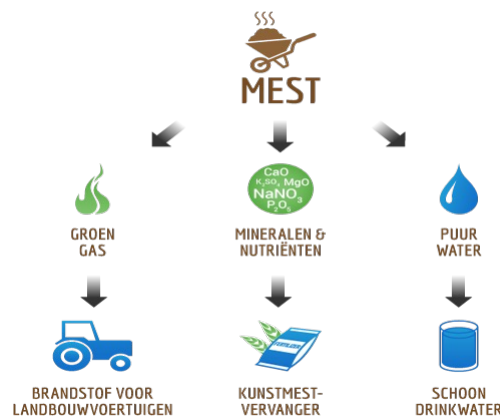 MEST
GROEN
GAS
CaO
K₂SO₄ MgO
NaNO₃
P₂O₅
MINERALEN &
NUTRIËNTEN
PUUR
WATER
BRANDSTOF VOOR
LANDBOUWVOERTUIGEN
FERTILIZER
KUNSTMEST-
VERVANGER
SCHOON
DRINKWATER